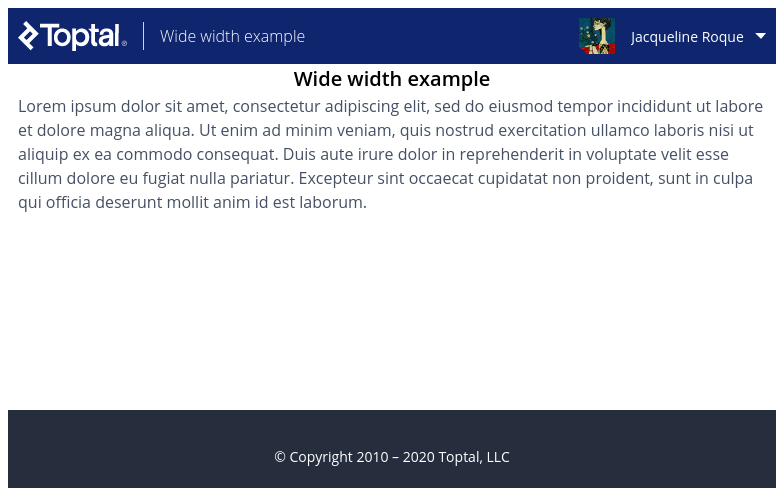 Toptal® Wide width example Jacqueline Roque
Wide width example
Lorem ipsum dolor sit amet, consectetur adipiscing elit, sed do eiusmod tempor incididunt ut labore
et dolore magna aliqua. Ut enim ad minim veniam, quis nostrud exercitation ullamco laboris nisi ut
aliquip ex ea commodo consequat. Duis aute irure dolor in reprehenderit in voluptate velit esse
cillum dolore eu fugiat nulla pariatur. Excepteur sint occaecat cupidatat non proident, sunt in culpa
qui officia deserunt mollit anim id est laborum.
© Copyright 2010 – 2020 Toptal, LLC